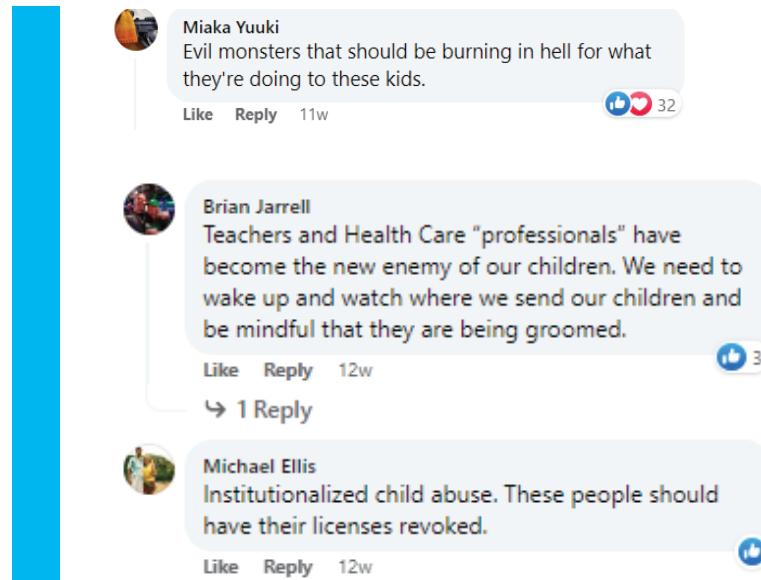 Miaka Yuuki
Evil monsters that should be burning in hell for what
they're doing to these kids.
Like Reply 11w
32
Brian Jarrell
Teachers and Health Care “professionals” have
become the new enemy of our children. We need to
wake up and watch where we send our children and
be mindful that they are being groomed.
3
Like Reply 12w
1 Reply
Michael Ellis
Institutionalized child abuse. These people should
have their licenses revoked.
Like Reply 12w